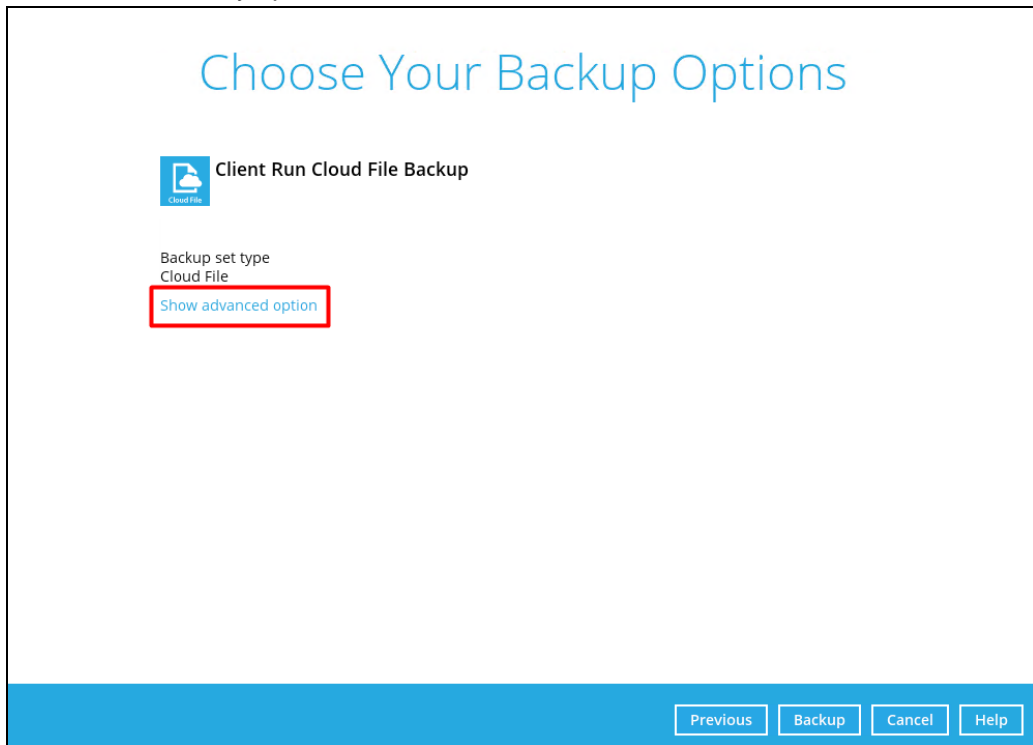 Choose Your Backup Options
Client Run Cloud File Backup
Cloud File
Backup set type
Cloud File
Show advanced option
Previous Backup Cancel Help